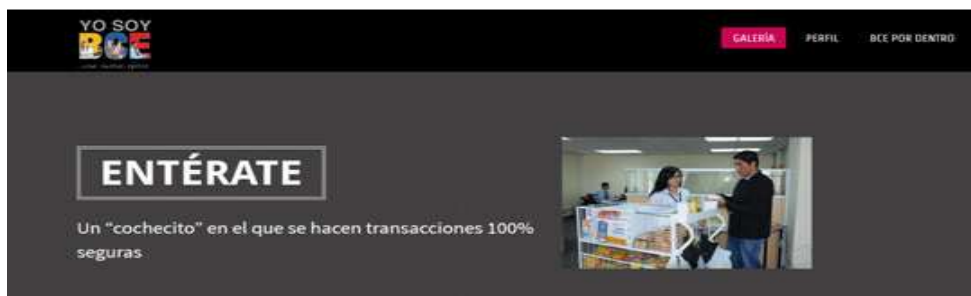 YO SOY
BCE
GALERÍA PERFIL BCE POR DENTRO
ENTÉRATE
Un “cochecito” en el que se hacen transacciones 100%
seguras